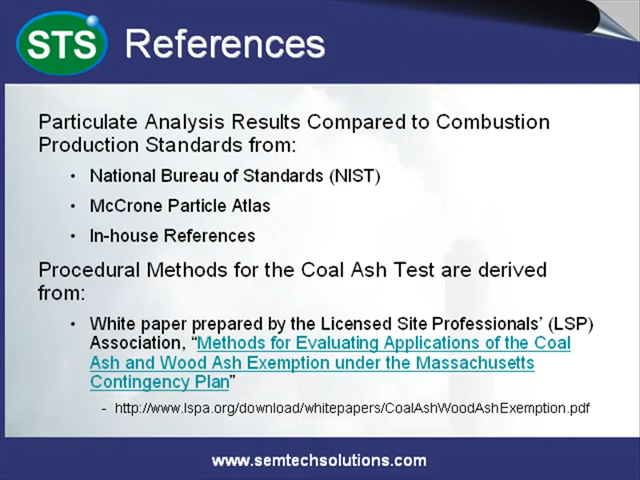 STS References
Particulate Analysis Results Compared to Combustion
Production Standards from:
• National Bureau of Standards (NIST)
• McCrone Particle Atlas
• In-house References
Procedural Methods for the Coal Ash Test are derived
from:
• White paper prepared by the Licensed Site Professionals’ (LSP)
Association, “Methods for Evaluating Applications of the Coal
Ash and Wood Ash Exemption under the Massachusetts
Contingency Plan”
- http://www.lspa.org/download/whitepapers/CoalAshWoodAshExemption.pdf
www.semtechsolutions.com